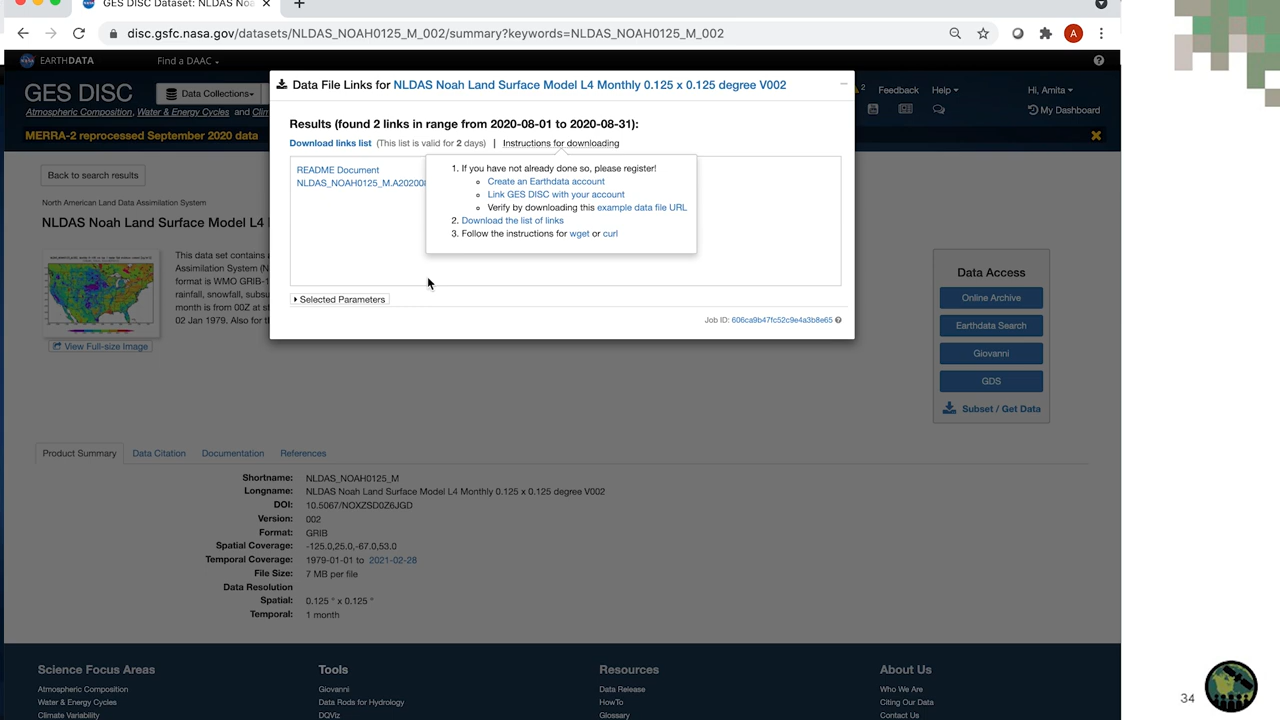 GES DISC Dataset: NLDAS Noa
disc.gsfc.nasa.gov/datasets/NLDAS_NOAH0125_M_002/summary?keywords=NLDAS_NOAH0125_M_002
A
EARTHDATA
Find a DAAC
GES DISC
Data Collections
2
Feedback
Help
Hi, Amita
Atmospheric Composition, Water & Energy Cycles and Clim
My Dashboard
MERRA-2 reprocessed September 2020 data
Data File Links for NLDAS Noah Land Surface Model L4 Monthly 0.125 x 0.125 degree V002
Results (found 2 links in range from 2020-08-01 to 2020-08-31):
Download links list (This list is valid for 2 days) | Instructions for downloading
README Document
NLDAS_NOAH0125_M.A20200
1. If you have not already done so, please register!
Create an Earthdata account
Link GES DISC with your account
Verify by downloading this example data file URL
2. Download the list of links
3. Follow the instructions for wget or curl
Selected Parameters
Job ID: 606ca9b47fc52c9e4a3b8e65
Back to search results
North American Land Data Assimilation System
NLDAS Noah Land Surface Model L4
This data set contains
Assimilation System (N
format is WMO GRIB-1
rainfall, snowfall, subsu
month is from 00Z at st
02 Jan 1979. Also for t
View Full-size Image
Data Access
Online Archive
Earthdata Search
Giovanni
GDS
Subset / Get Data
Product Summary
Data Citation
Documentation
References
Shortname: NLDAS_NOAH0125_M
Longname: NLDAS Noah Land Surface Model L4 Monthly 0.125 x 0.125 degree V002
DOI: 10.5067/NOXZSD0Z6JGD
Version: 002
Format: GRIB
Spatial Coverage: -125.0,25.0,-67.0,53.0
Temporal Coverage: 1979-01-01 to 2021-02-28
File Size: 7 MB per file
Data Resolution
Spatial: 0.125 ° x 0.125 °
Temporal: 1 month
Science Focus Areas
Tools
Resources
About Us
Atmospheric Composition
Giovanni
Data Release
Who We Are
Water & Energy Cycles
Data Rods for Hydrology
HowTo
Citing Our Data
Climate Variability
DQViz
Glossary
Contact Us
34